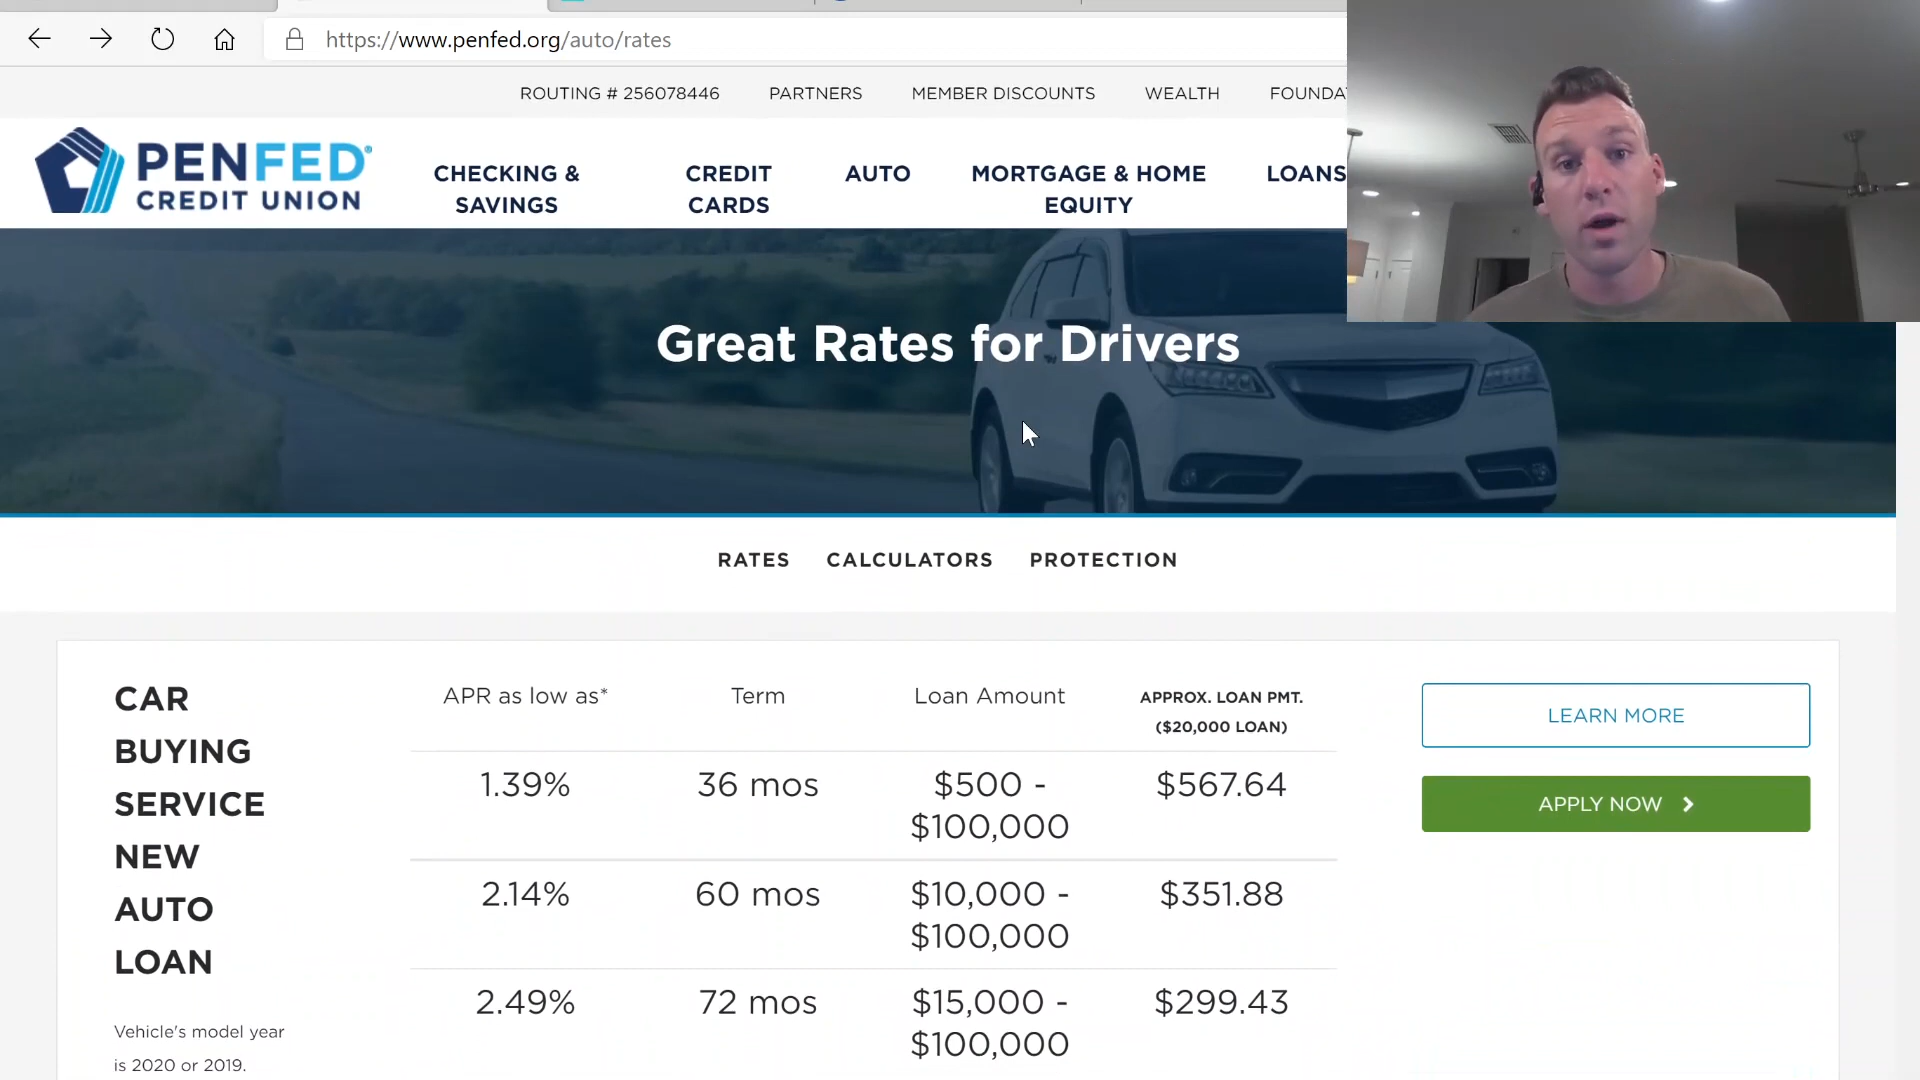 https://www.penfed.org/auto/rates
ROUTING # 256078446 PARTNERS MEMBER DISCOUNTS WEALTH
PENFED®
CREDIT UNION
CHECKING & SAVINGS
CREDIT CARDS
AUTO
MORTGAGE & HOME EQUITY
LOANS
Great Rates for Drivers
RATES CALCULATORS PROTECTION
CAR
BUYING
SERVICE
NEW
AUTO
LOAN
Vehicle's model year
is 2020 or 2019.
APR as low as* Term Loan Amount APPROX. LOAN PMT.
($20,000 LOAN)
1.39% 36 mos $500 - $567.64
$100,000
2.14% 60 mos $10,000 - $351.88
$100,000
2.49% 72 mos $15,000 - $299.43
$100,000
LEARN MORE
APPLY NOW